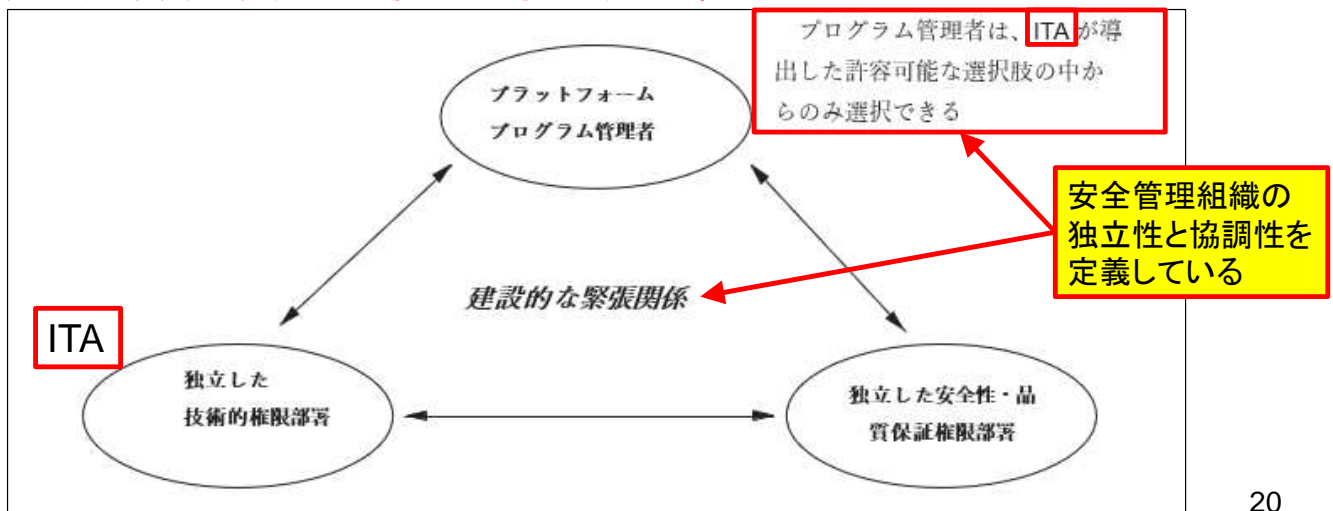 プログラム管理者は、ITAが導
出した許容可能な選択肢の中か
らのみ選択できる
プラットフォーム
プログラム管理者
安全管理組織の
独立性と協調性を
定義している
建設的な緊張関係
ITA
独立した
技術的権限部署
独立した安全性・品
質保証権限部署
20